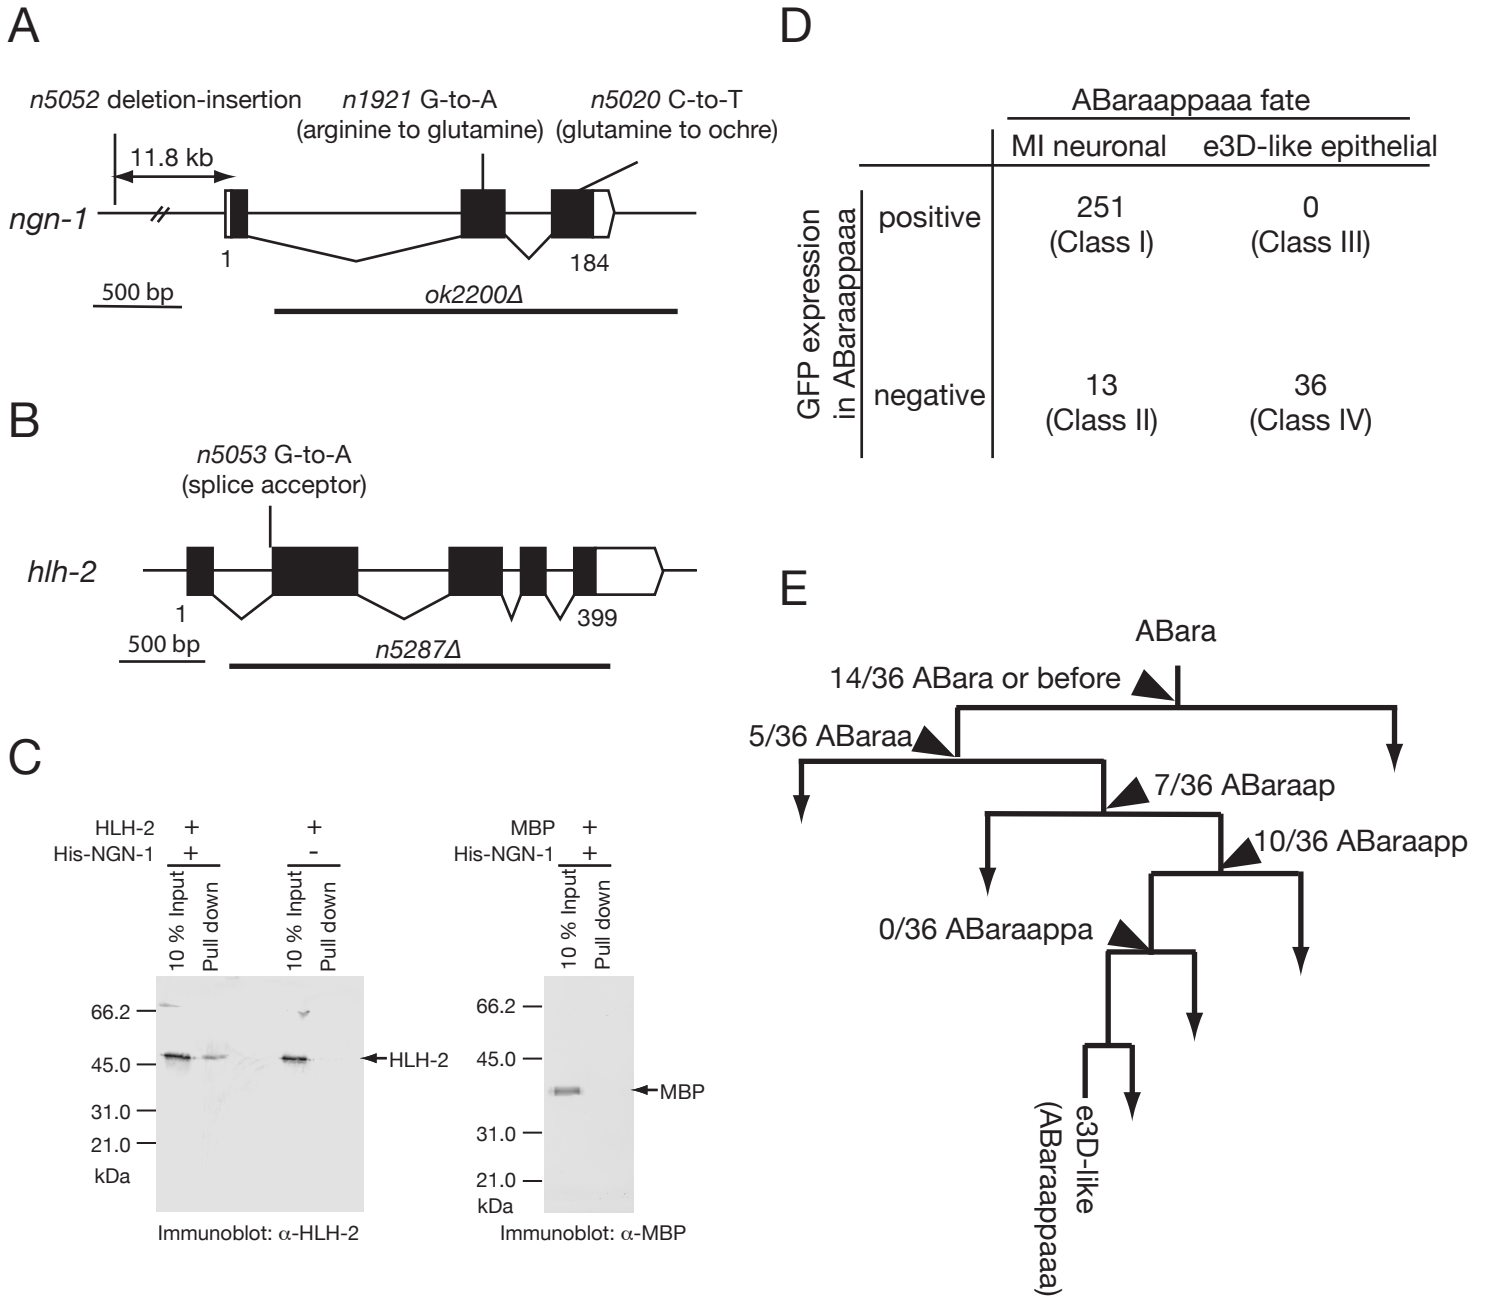 A
n5052 deletion-insertion
n1921 G-to-A
(arginine to glutamine)
n5020 C-to-T
(glutamine to ochre)
11.8 kb
ngn-1
1
184
500 bp
ok2200Δ
B
n5053 G-to-A
(splice acceptor)
hlh-2
1
399
500 bp
n5287Δ
C
HLH-2 + +
His-NGN-1 + -
10 % Input
Pull down
10 % Input
Pull down
66.2
45.0
31.0
21.0
kDa
HLH-2
Immunoblot: α-HLH-2
MBP +
His-NGN-1 +
10 % Input
Pull down
66.2
45.0
31.0
21.0
kDa
MBP
Immunoblot: α-MBP
D
ABaraappaaa fate
MI neuronal
e3D-like epithelial
GFP expression
in ABaraappaaa
positive
251
(Class I)
0
(Class III)
negative
13
(Class II)
36
(Class IV)
E
ABara
14/36 ABara or before
5/36 ABaraa
7/36 ABaraap
10/36 ABaraapp
0/36 ABaraappa
e3D-like
(ABaraappaaa)